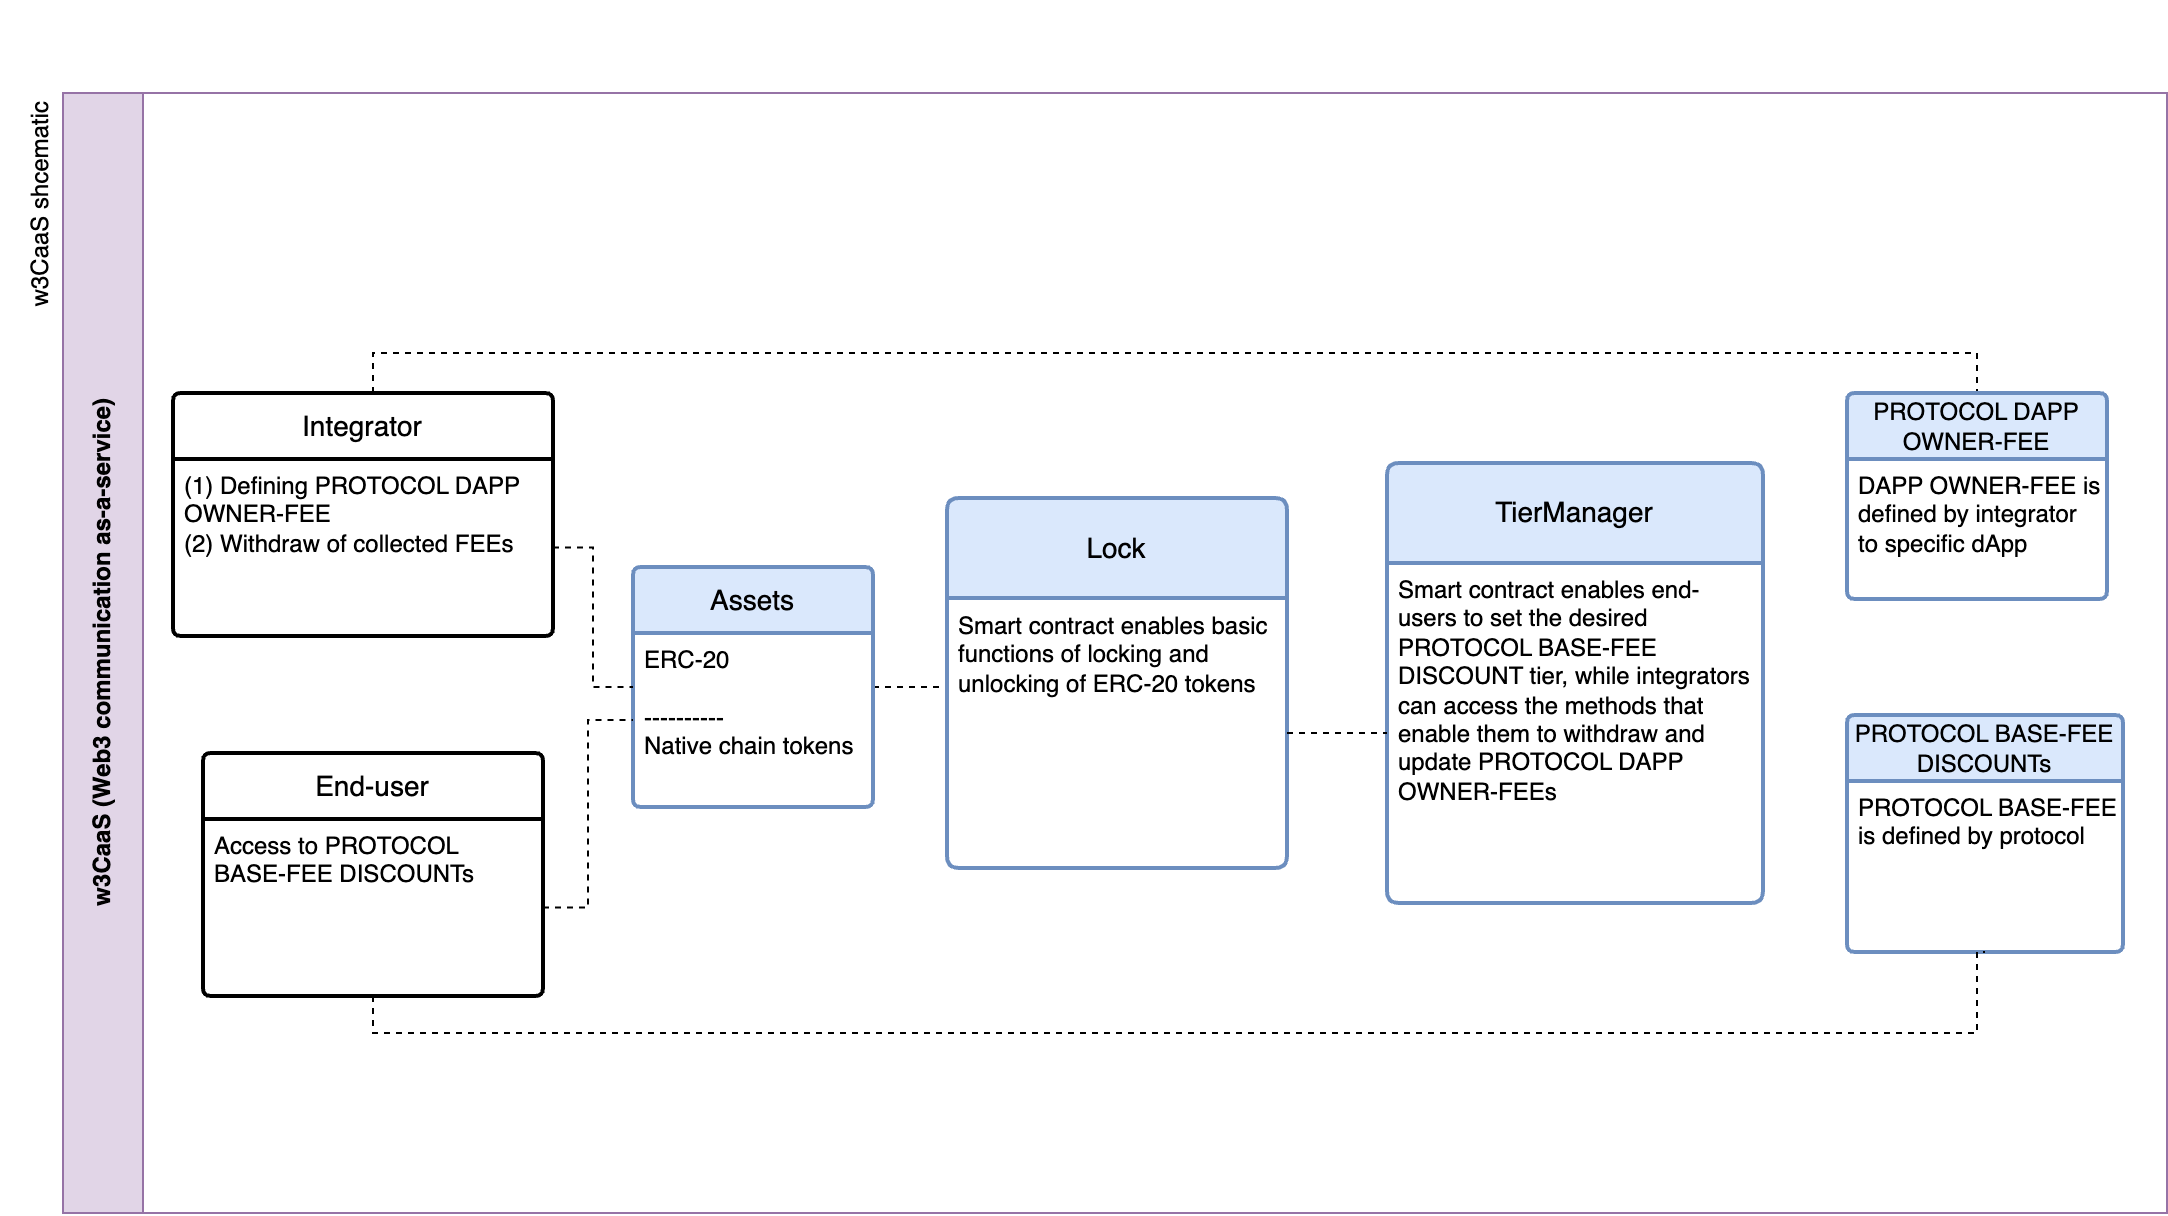 w3CaaS shcematic
w3CaaS (Web3 communication as-a-service)
Integrator
(1) Defining PROTOCOL DAPP
OWNER-FEE
(2) Withdraw of collected FEEs
End-user
Access to PROTOCOL
BASE-FEE DISCOUNTs
Assets
ERC-20
----------
Native chain tokens
Lock
Smart contract enables basic
functions of locking and
unlocking of ERC-20 tokens
TierManager
Smart contract enables end-
users to set the desired
PROTOCOL BASE-FEE
DISCOUNT tier, while integrators
can access the methods that
enable them to withdraw and
update PROTOCOL DAPP
OWNER-FEEs
PROTOCOL DAPP
OWNER-FEE
DAPP OWNER-FEE is
defined by integrator
to specific dApp
PROTOCOL BASE-FEE
DISCOUNTs
PROTOCOL BASE-FEE
is defined by protocol